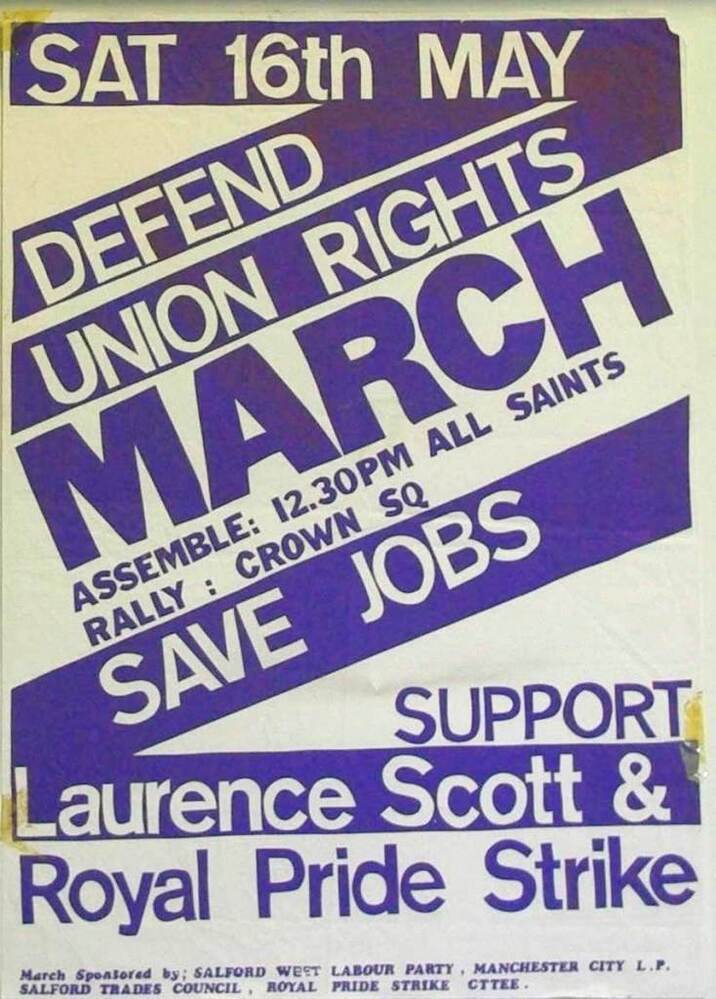 SAT 16th MAY
DEFEND
UNION RIGHTS
MARCH
ASSEMBLE: 12.30PM ALL SAINTS
RALLY : CROWN SQ
SAVE JOBS
SUPPORT
Laurence Scott &
Royal Pride Strike
March Sponsored by; SALFORD WEST LABOUR PARTY , MANCHESTER CITY L.P.
SALFORD TRADES COUNCIL , ROYAL PRIDE STRIKE CTTEE .